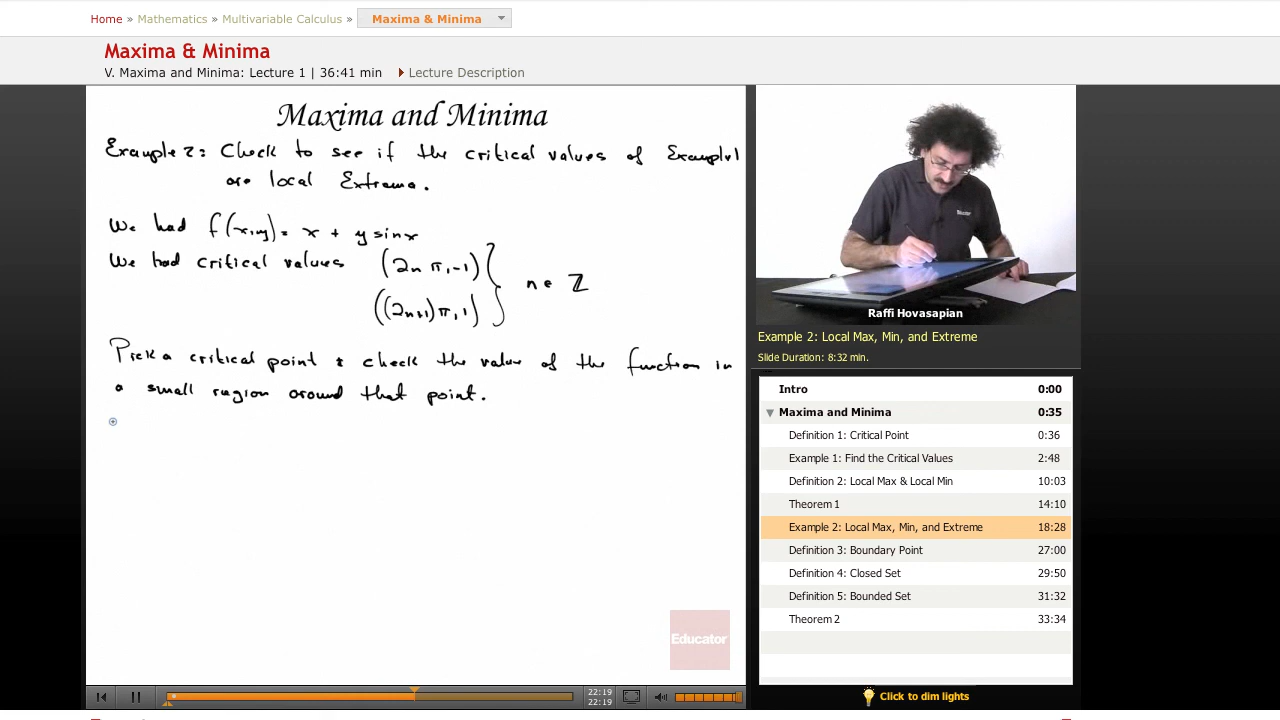 Home » Mathematics » Multivariable Calculus » Maxima & Minima
Maxima & Minima
V. Maxima and Minima: Lecture 1 | 36:41 min Lecture Description
Maxima and Minima
Example 2: Check to see if the critical values of Example 1
are local Extrema.
We had f(x,y) = x + y sin x
We had critical values (2n π, -1)
((2n+1)π, 1) } n ∈ ℤ
Pick a critical point & check the value of the function in
a small region around that point.
Educator
Raffi Hovasapian
Example 2: Local Max, Min, and Extreme
Slide Duration: 8:32 min.
Intro 0:00
Maxima and Minima 0:35
Definition 1: Critical Point 0:36
Example 1: Find the Critical Values 2:48
Definition 2: Local Max & Local Min 10:03
Theorem 1 14:10
Example 2: Local Max, Min, and Extreme 18:28
Definition 3: Boundary Point 27:00
Definition 4: Closed Set 29:50
Definition 5: Bounded Set 31:32
Theorem 2 33:34
22:19
22:19
Click to dim lights